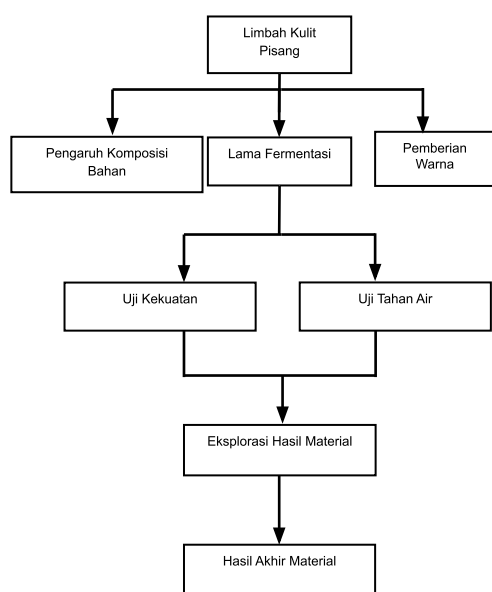 Limbah Kulit
Pisang
Pengaruh Komposisi
Bahan
Lama Fermentasi
Pemberian
Warna
Uji Kekuatan
Uji Tahan Air
Eksplorasi Hasil Material
Hasil Akhir Material